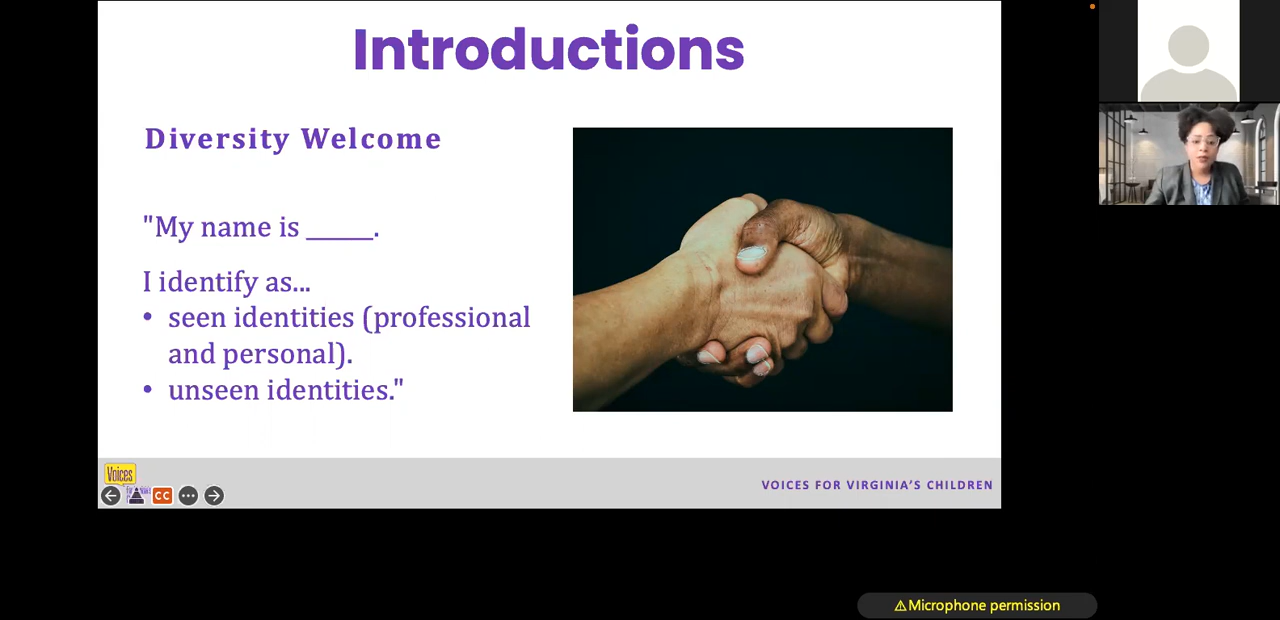 Introductions
Diversity Welcome
"My name is ______.
I identify as...
• seen identities (professional
and personal).
• unseen identities."
Voices
CC
VOICES FOR VIRGINIA'S CHILDREN
⚠Microphone permission